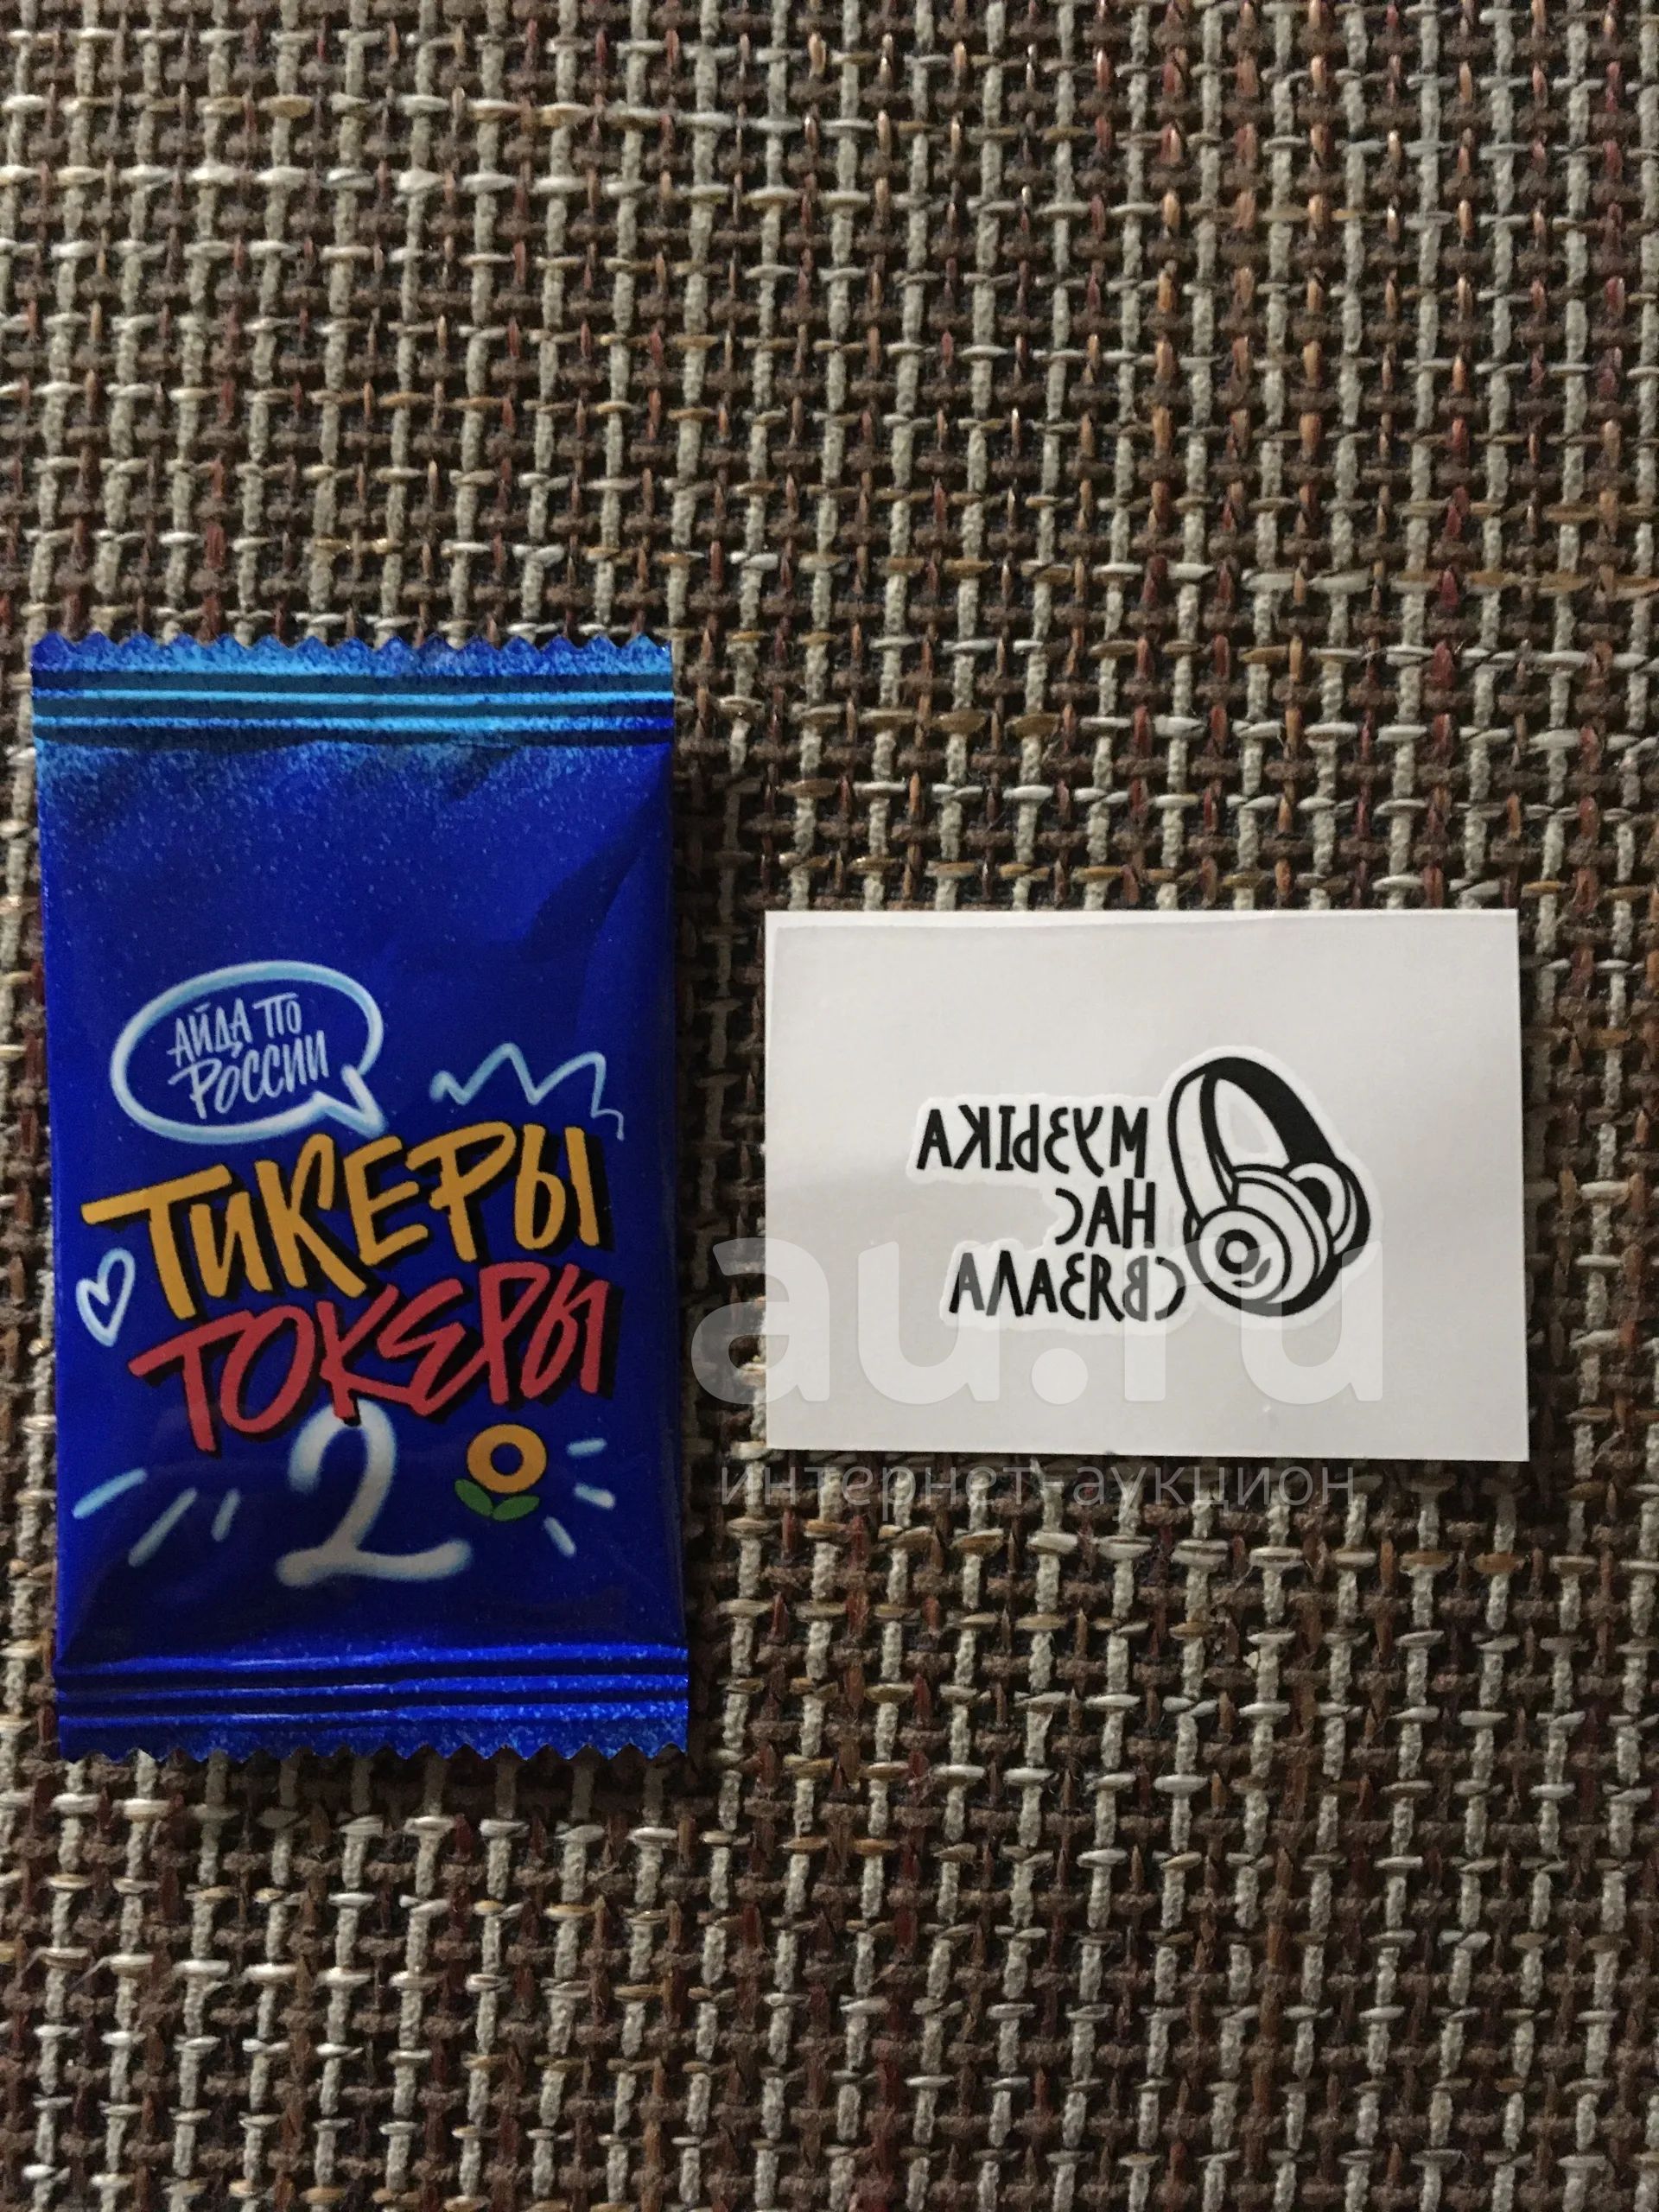 АЙДА ПО
РОССИИ
ТИКЕРЫ
ТОКЕРЫ
2
МУЗЫКА
НАС
СВЯЗАЛА
au.ru
интернет-аукцион